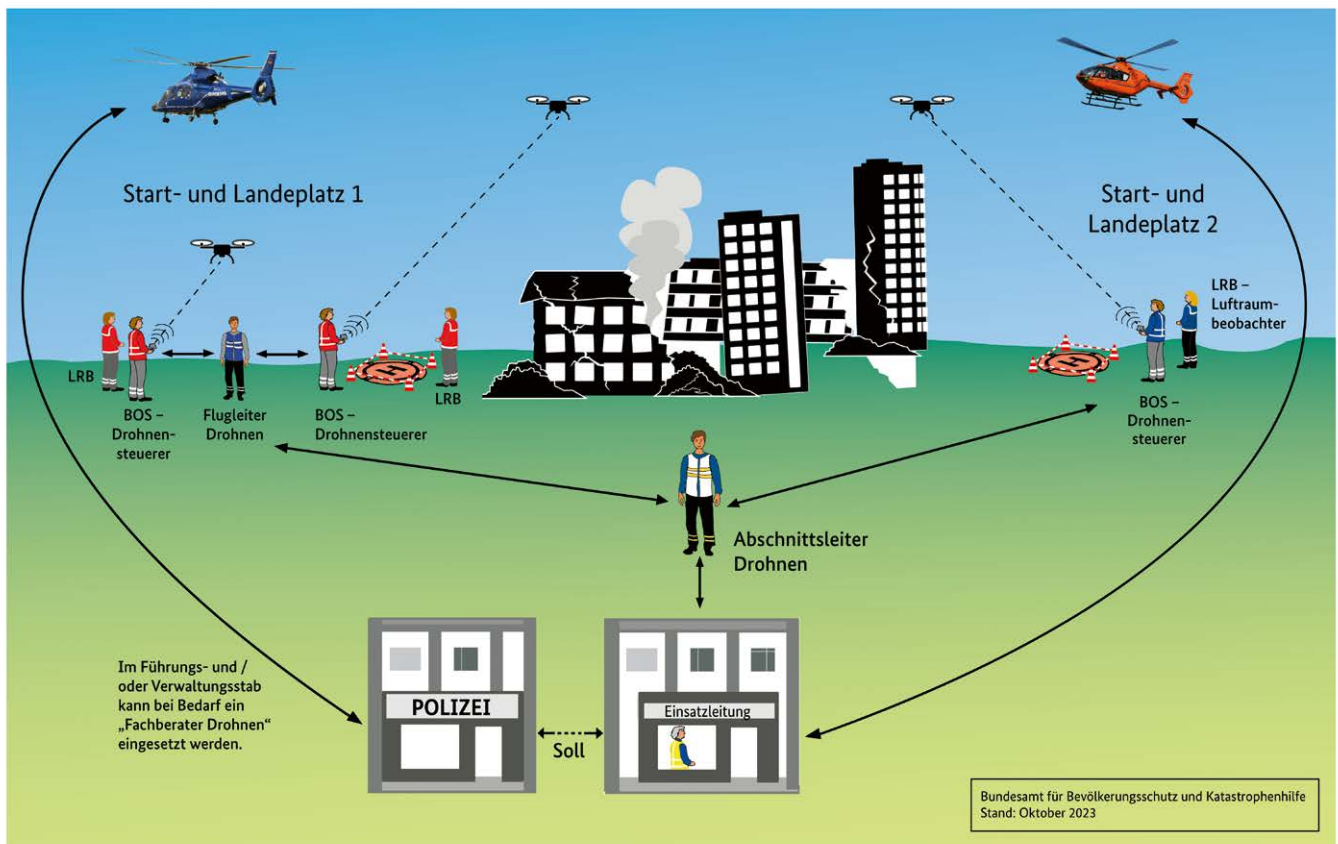 Start- und Landeplatz 1
Start- und
Landeplatz 2
LRB –
Luftraum-
beobachter
LRB
BOS –
Drohnen-
steuerer
Flugleiter
Drohnen
BOS –
Drohnensteuerer
LRB
BOS –
Drohnen-
steuerer
H
H
Abschnittsleiter
Drohnen
Im Führungs- und /
oder Verwaltungsstab
kann bei Bedarf ein
„Fachberater Drohnen“
eingesetzt werden.
POLIZEI
Soll
Einsatzleitung
Bundesamt für Bevölkerungsschutz und Katastrophenhilfe
Stand: Oktober 2023